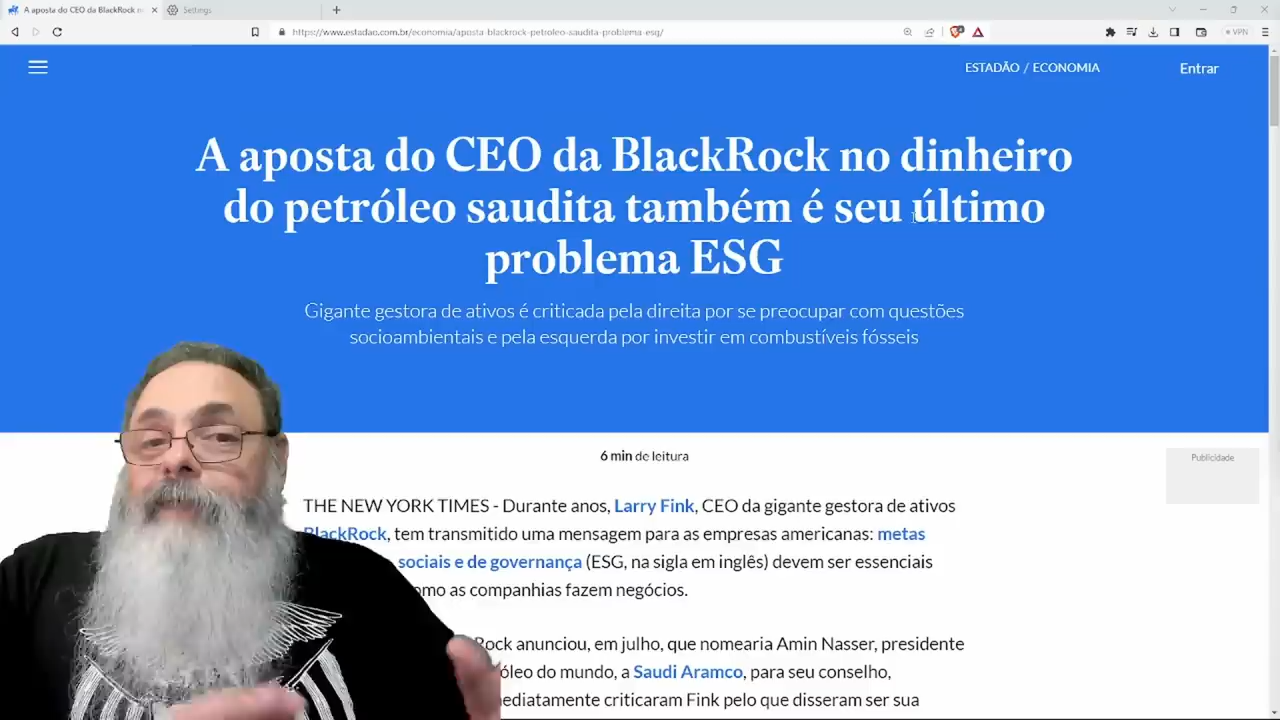 A aposta do CEO da BlackRock no
Settings
https://www.estadao.com.br/economia/aposta-blackrock-petroleo-saudita-problema-esg/
VPN
ESTADÃO / ECONOMIA
Entrar
A aposta do CEO da BlackRock no dinheiro
do petróleo saudita também é seu último
problema ESG
Gigante gestora de ativos é criticada pela direita por se preocupar com questões
socioambientais e pela esquerda por investir em combustíveis fósseis
6 min de leitura
Publicidade
THE NEW YORK TIMES - Durante anos, Larry Fink, CEO da gigante gestora de ativos
BlackRock, tem transmitido uma mensagem para as empresas americanas: metas
sociais e de governança (ESG, na sigla em inglês) devem ser essenciais
omo as companhias fazem negócios.
Rock anunciou, em julho, que nomearia Amin Nasser, presidente
óleo do mundo, a Saudi Aramco, para seu conselho,
mediatamente criticaram Fink pelo que disseram ser sua